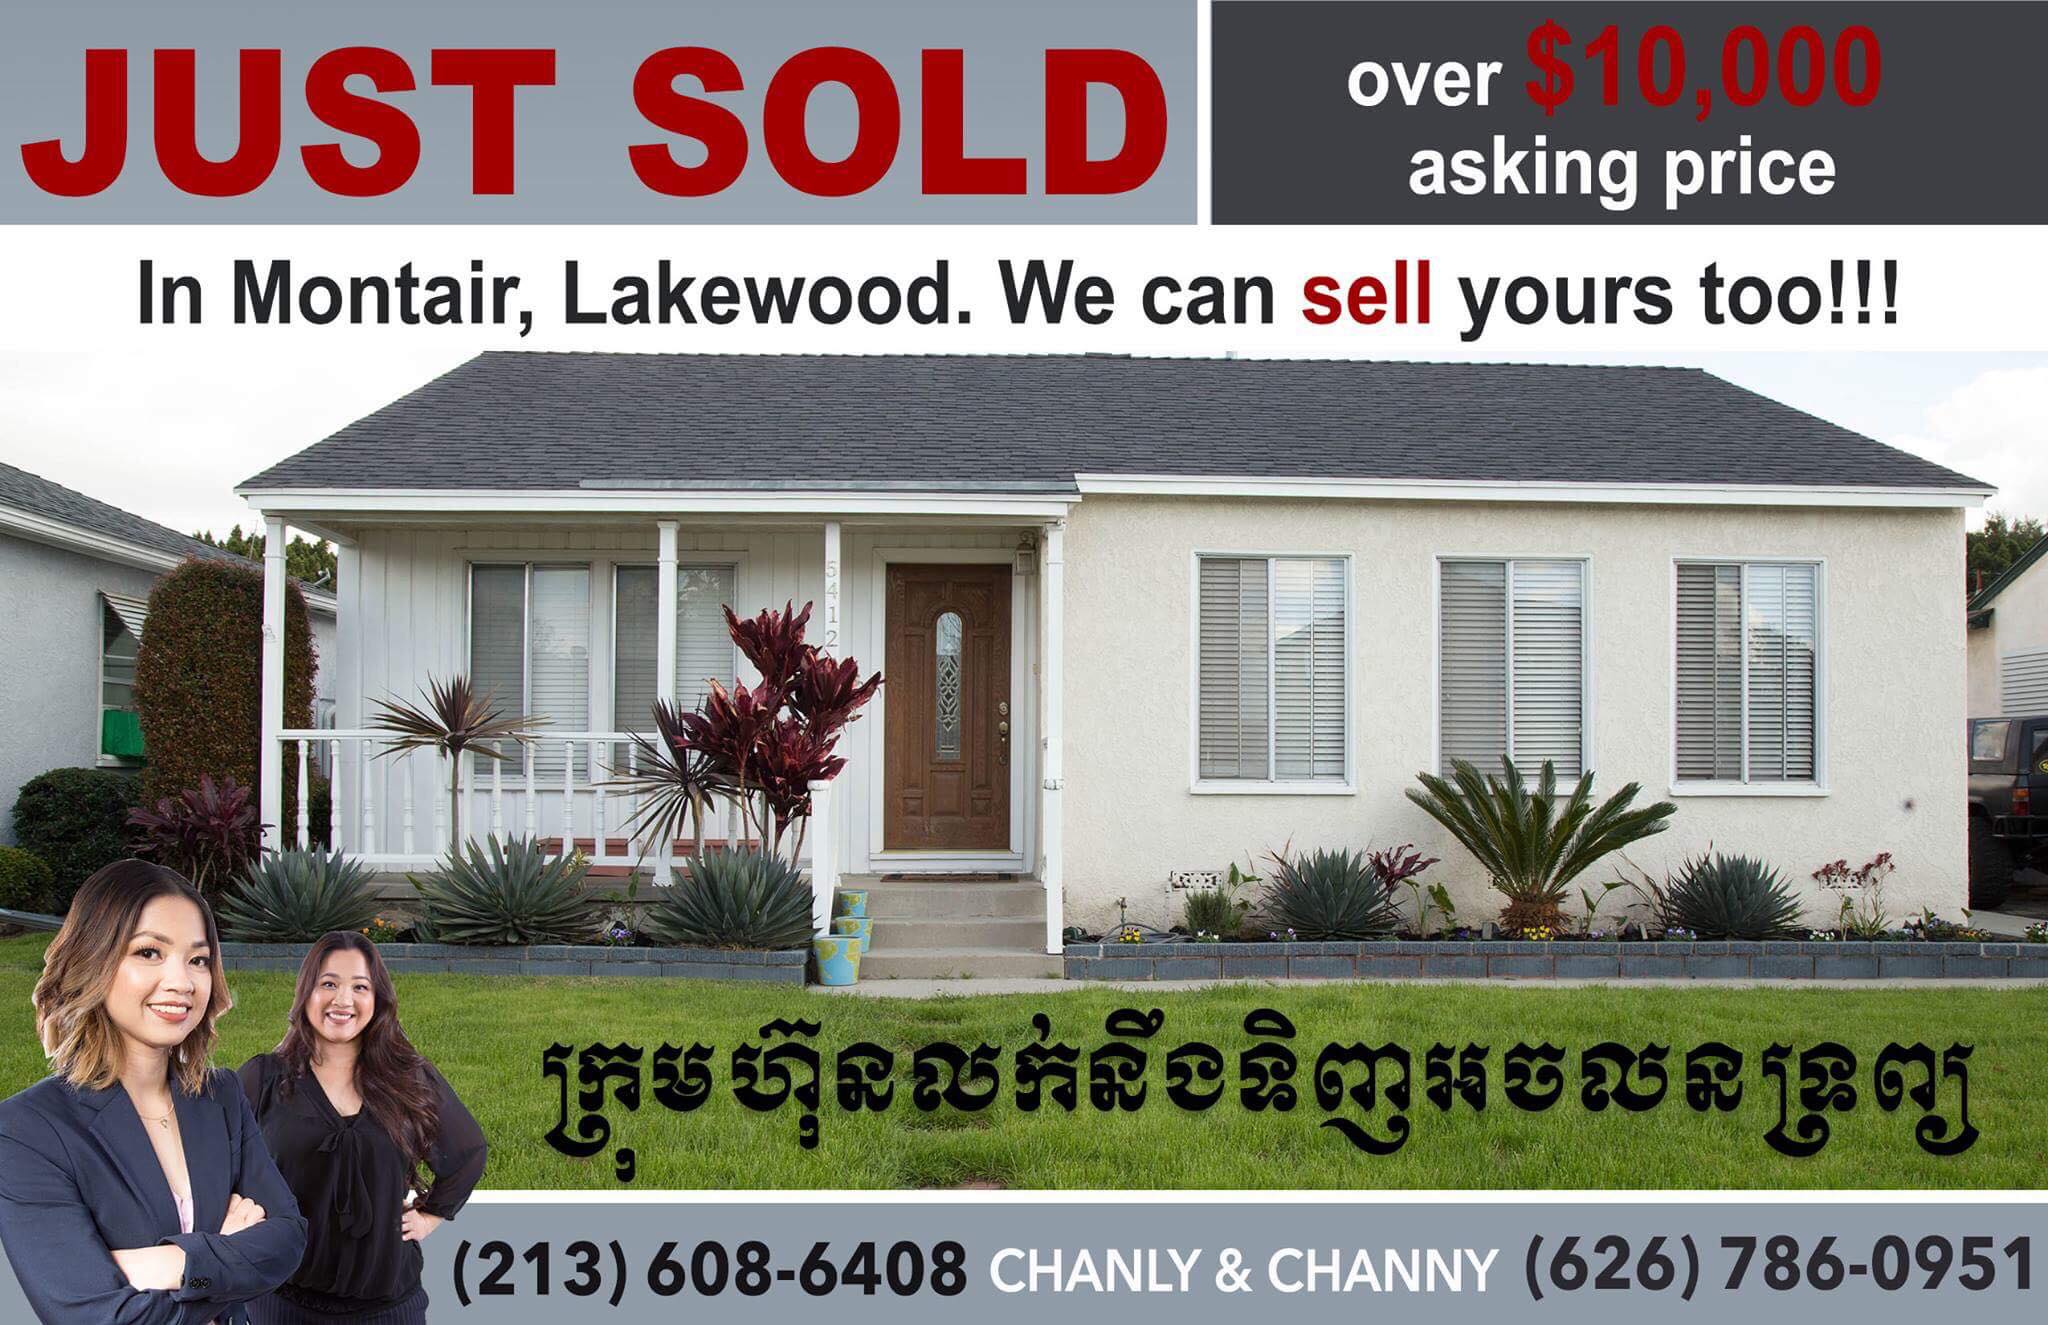 JUST SOLD
over $10,000
asking price
In Montair, Lakewood. We can sell yours too!!!
5412
ក្រុមហ៊ុនលក់នឹងទិញអចលនទ្រព្យ
(213) 608-6408 CHANLY & CHANNY (626) 786-0951